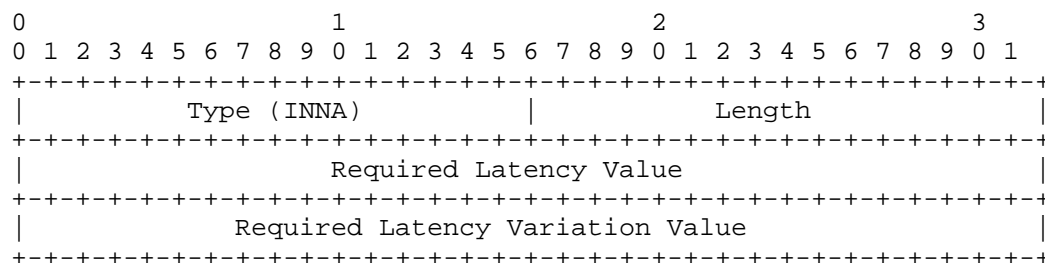 0                   1                   2                   3
0 1 2 3 4 5 6 7 8 9 0 1 2 3 4 5 6 7 8 9 0 1 2 3 4 5 6 7 8 9 0 1
+-+-+-+-+-+-+-+-+-+-+-+-+-+-+-+-+-+-+-+-+-+-+-+-+-+-+-+-+-+-+-+-+
|          Type (INNA)          |           Length              |
+-+-+-+-+-+-+-+-+-+-+-+-+-+-+-+-+-+-+-+-+-+-+-+-+-+-+-+-+-+-+-+-+
|                   Required Latency Value                      |
+-+-+-+-+-+-+-+-+-+-+-+-+-+-+-+-+-+-+-+-+-+-+-+-+-+-+-+-+-+-+-+-+
|             Required Latency Variation Value                  |
+-+-+-+-+-+-+-+-+-+-+-+-+-+-+-+-+-+-+-+-+-+-+-+-+-+-+-+-+-+-+-+-+